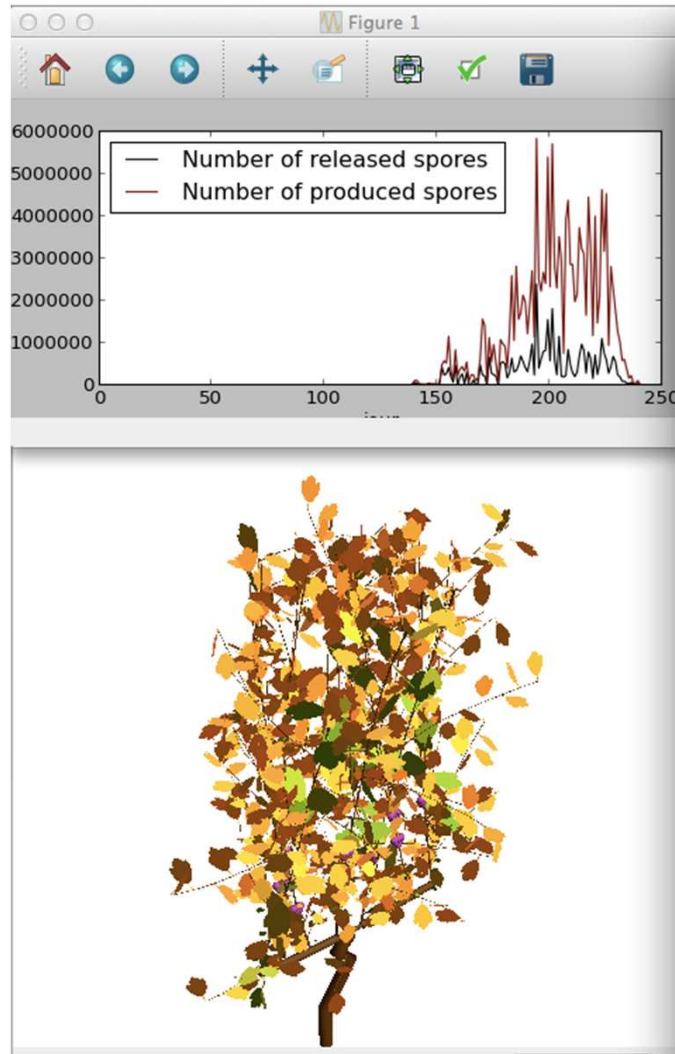 Figure 1
6000000
Number of released spores
Number of produced spores
5000000
4000000
3000000
2000000
1000000
0
0 50 100 150 200 250